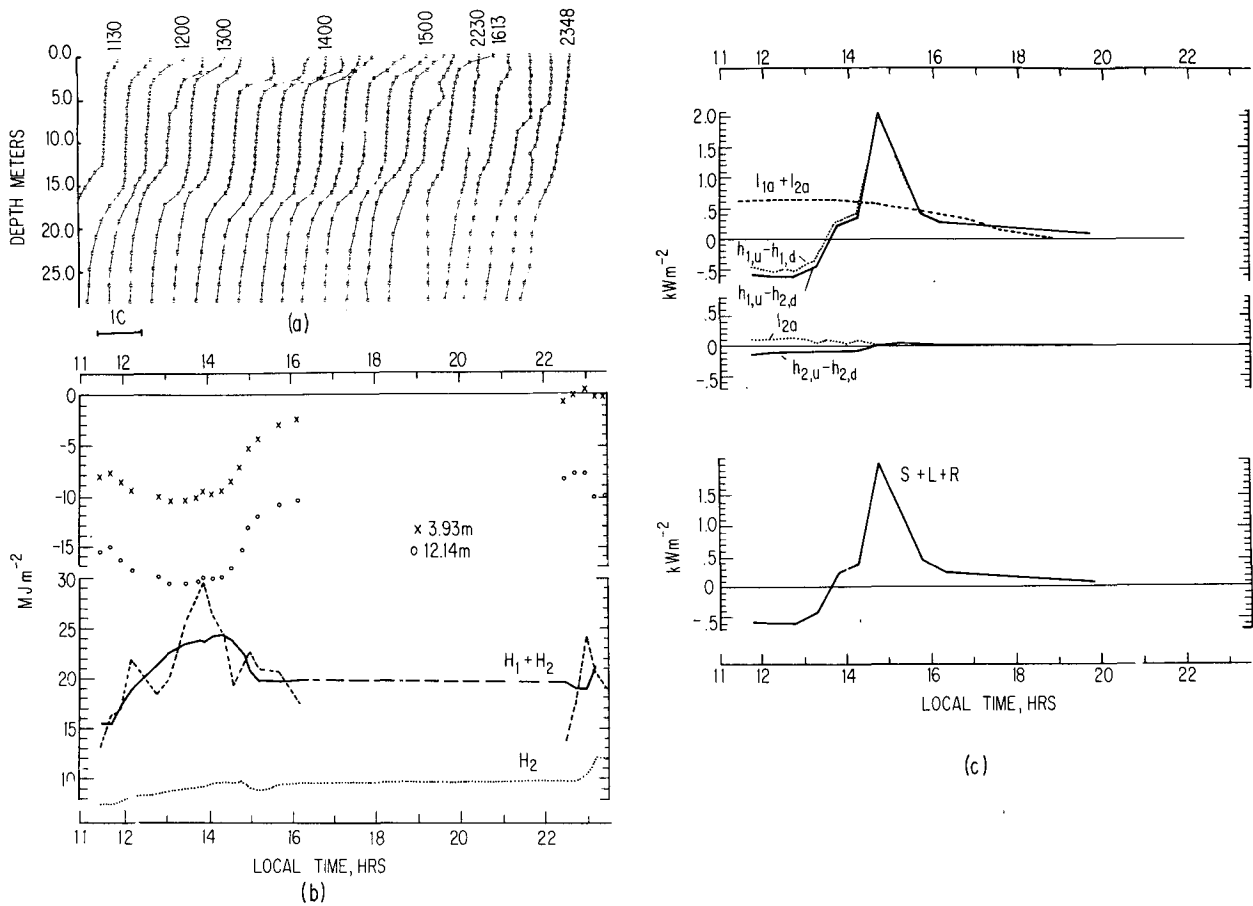 1130 1200 1300 1400 1500 2230 1613 2348
0.0
5.0
10.0
15.0
20.0
25.0
DEPTH METERS
1C
(a)
11 12 14 16 18 20 22
0
-5
-10
-15
30
25
20
15
10
MJm⁻²
x 3.93m
o 12.14m
H₁ + H₂
H₂
11 12 14 16 18 20 22
LOCAL TIME, HRS
(b)
11 12 14 16 18 20 22
2.0
1.5
1.0
.5
0
-.5
kWm⁻²
I₁ₐ + I₂ₐ
h₁,ᵤ-h₁,d
h₁,ᵤ-h₂,d
.5
0
-.5
I₂ₐ
h₂,ᵤ-h₂,d
1.5
1.0
.5
0
-.5
kWm⁻²
S + L + R
11 12 14 16 18 20 22
LOCAL TIME, HRS
(c)